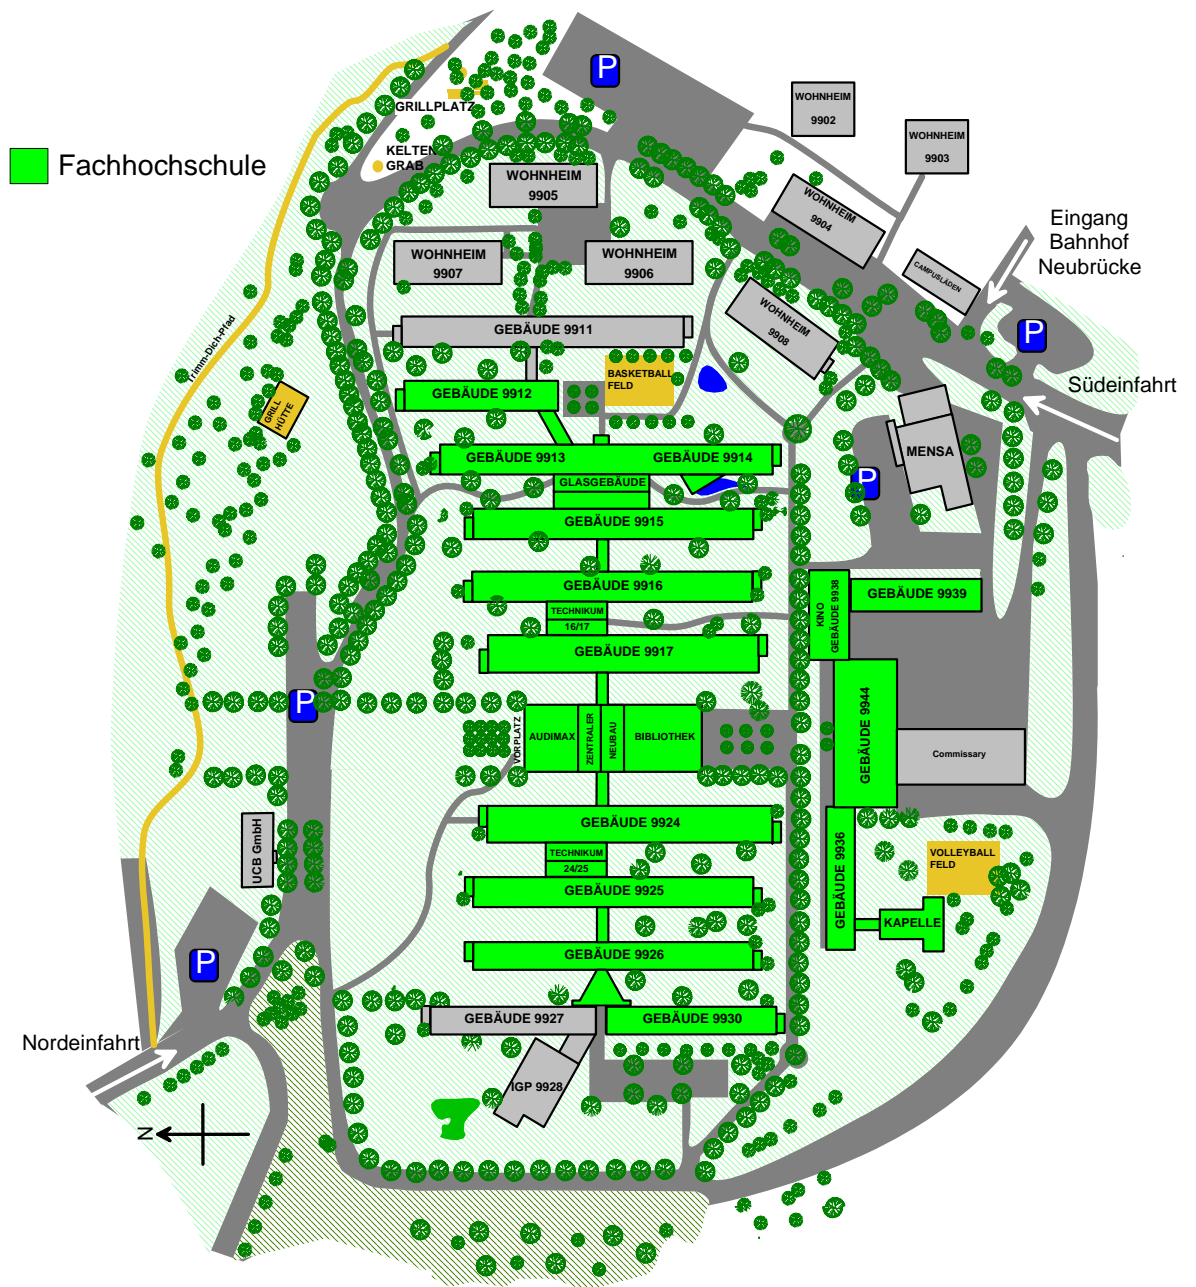 P
WOHNHEIM
9902
GRILLPLATZ
WOHNHEIM
9903
KELTEN
GRAB
Fachhochschule
WOHNHEIM
9905
WOHNHEIM
9904
Eingang
Bahnhof
Neubrücke
WOHNHEIM
9907
WOHNHEIM
9906
CAMPUSLÄDEN
WOHNHEIM
9908
P
Trimm-Dich-Pfad
GEBÄUDE 9911
BASKETBALL
FELD
Südeinfahrt
GEBÄUDE 9912
GRILL
HÜTTE
MENSA
GEBÄUDE 9913
GEBÄUDE 9914
GLASGEBÄUDE
P
GEBÄUDE 9915
GEBÄUDE 9916
KINO
GEBÄUDE 9938
GEBÄUDE 9939
TECHNIKUM
16/17
GEBÄUDE 9917
P
VORPLATZ
AUDIMAX
ZENTRALER
NEUBAU
BIBLIOTHEK
GEBÄUDE 9944
Commissary
GEBÄUDE 9924
UCB GmbH
TECHNIKUM
24/25
GEBÄUDE 9936
VOLLEYBALL
FELD
GEBÄUDE 9925
KAPELLE
GEBÄUDE 9926
P
GEBÄUDE 9927
GEBÄUDE 9930
Nordeinfahrt
IGP 9928
N